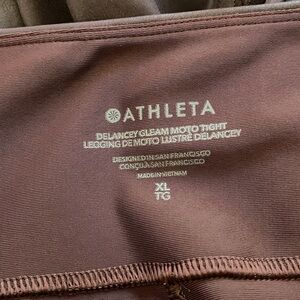 ATHLETA
DELANCEY GLEAM MOTO TIGHT
LEGGING DE MOTO LUSTRÉ DELANCEY
DESIGNED IN SAN FRANCISCO
CONÇU À SAN FRANCISCO
MADE IN VIETNAM
XL
TG